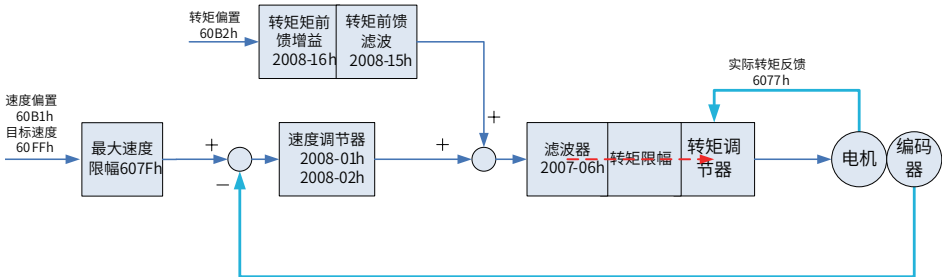 转矩偏置
60B2h
转矩矩前
馈增益
2008-16h
转矩前馈
滤波
2008-15h
实际转矩反馈
6077h
速度偏置
60B1h
目标速度
60FFh
最大速度
限幅607Fh
+
−
速度调节器
2008-01h
2008-02h
+
+
滤波器
2007-06h
转矩限幅
转矩调
节器
电机
编码
器